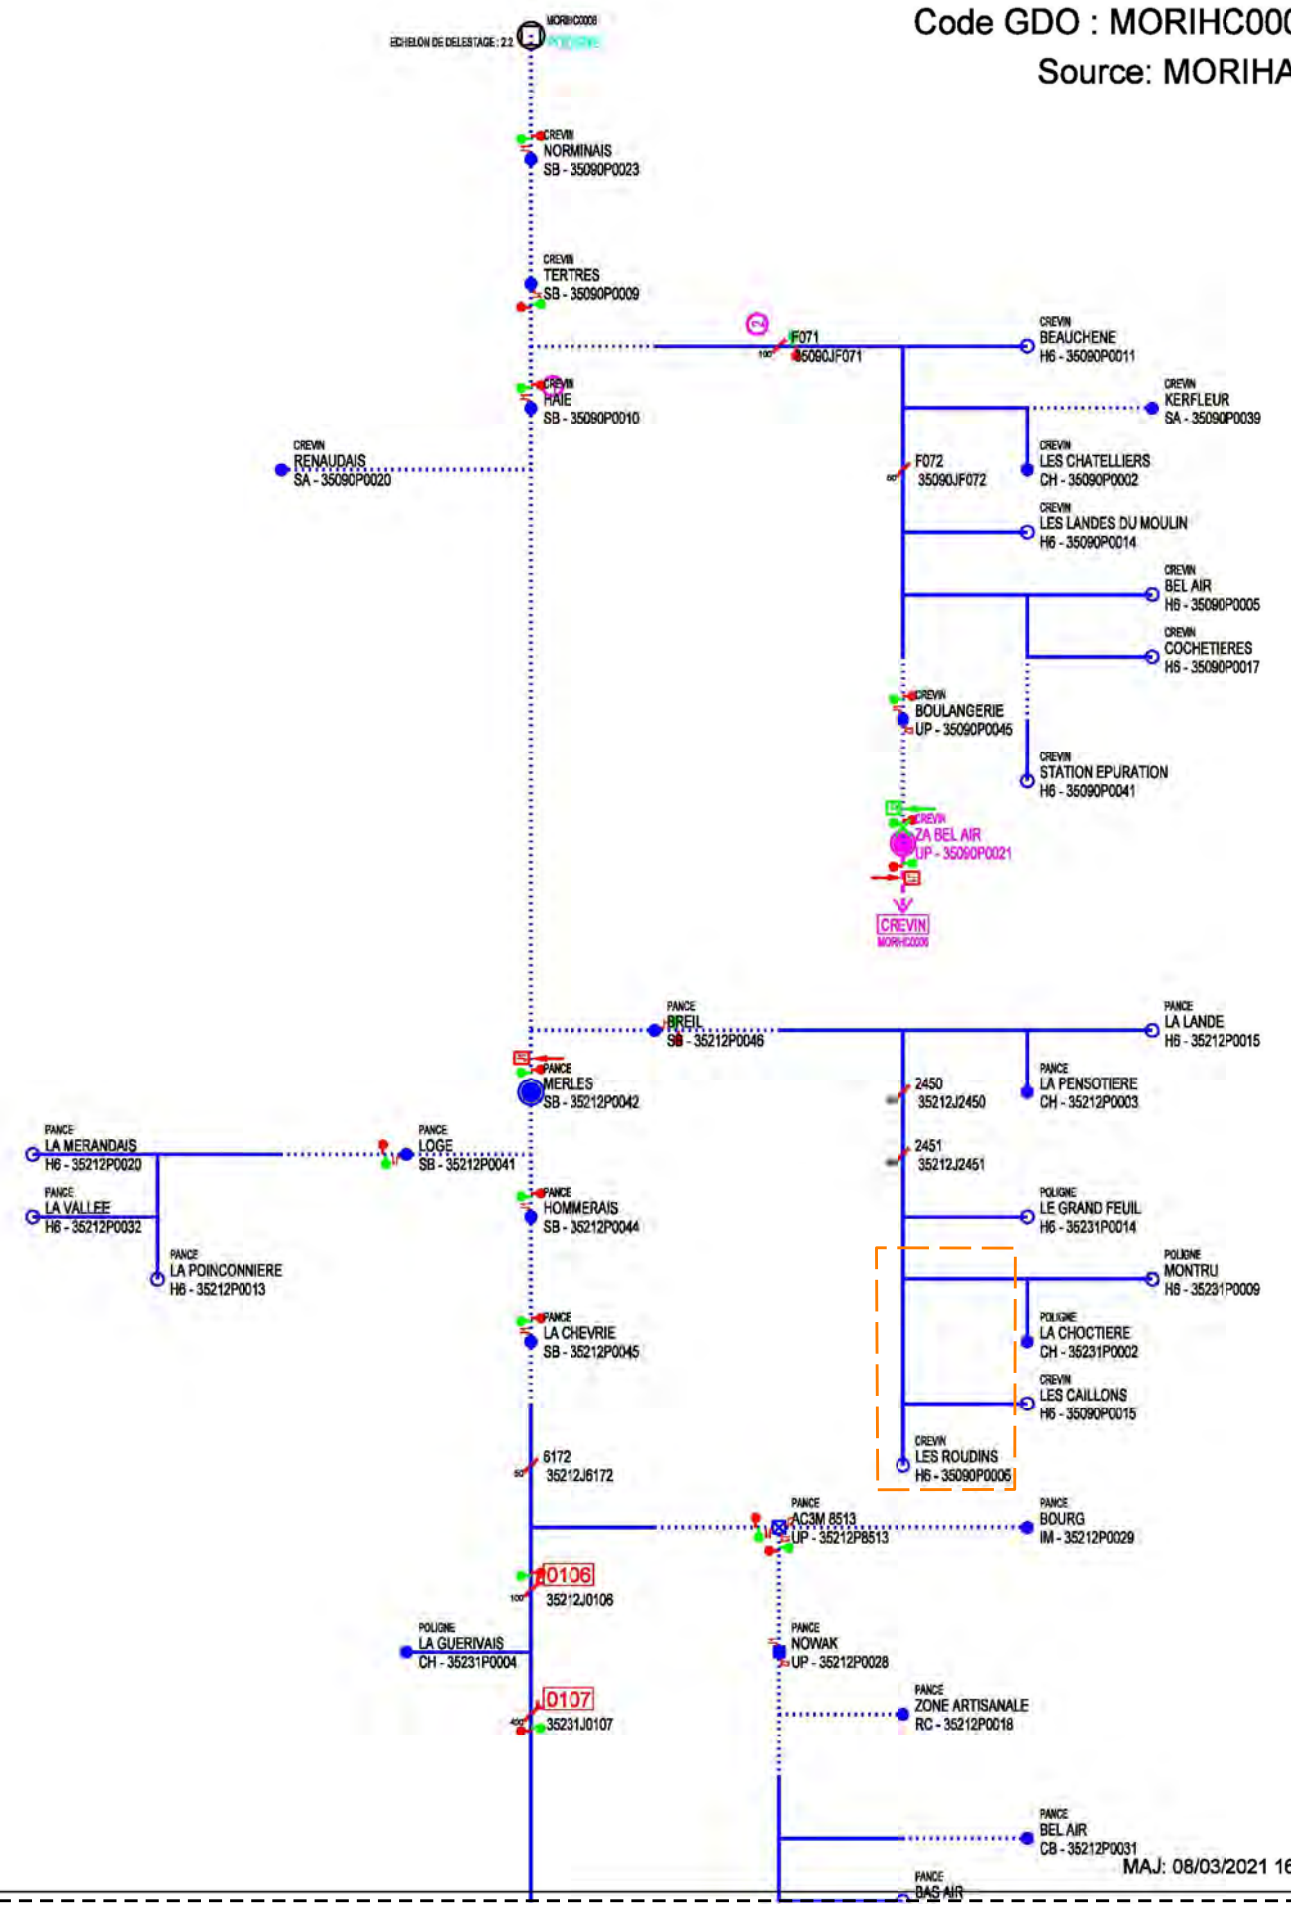 Code GDO : MORIHC000
Source: MORIHA
MORIHC0008
ECHELON DE DELESTAGE : 2.2
CREVIN
NORMINAIS
SB - 35090P0023
CREVIN
TERTRES
SB - 35090P0009
2
F071
100
35090JF071
CREVIN
BEAUCHENE
H6 - 35090P0011
CREVIN
HAIE
SB - 35090P0010
CREVIN
KERFLEUR
SA - 35090P0039
CREVIN
RENAUDAIS
SA - 35090P0020
F072
35090JF072
CREVIN
LES CHATELLIERS
CH - 35090P0002
CREVIN
LES LANDES DU MOULIN
H6 - 35090P0014
CREVIN
BEL AIR
H6 - 35090P0005
CREVIN
COCHETIERES
H6 - 35090P0017
CREVIN
BOULANGERIE
UP - 35090P0045
CREVIN
STATION EPURATION
H6 - 35090P0041
CREVIN
ZA BEL AIR
UP - 35090P0021
CREVIN
MORIHC0006
PANCE
BREIL
SB - 35212P0046
PANCE
LA LANDE
H6 - 35212P0015
PANCE
MERLES
SB - 35212P0042
2450
35212J2450
PANCE
LA PENSOTIERE
CH - 35212P0003
PANCE
LA MERANDAIS
H6 - 35212P0020
PANCE
LOGE
SB - 35212P0041
2451
35212J2451
PANCE
LA VALLEE
H6 - 35212P0032
PANCE
HOMMERAIS
SB - 35212P0044
POLIGNE
LE GRAND FEUIL
H6 - 35231P0014
PANCE
LA POINCONNIERE
H6 - 35212P0013
POLIGNE
MONTRU
H6 - 35231P0009
PANCE
LA CHEVRIE
SB - 35212P0045
POLIGNE
LA CHOCTIERE
CH - 35231P0002
CREVIN
LES CAILLONS
H6 - 35090P0015
6172
50
35212J6172
CREVIN
LES ROUDINS
H6 - 35090P0006
PANCE
AC3M 8513
UP - 35212P8513
PANCE
BOURG
IM - 35212P0029
0106
100
35212J0106
POLIGNE
LA GUERIVAIS
CH - 35231P0004
PANCE
NOWAK
UP - 35212P0028
0107
400
35231J0107
PANCE
ZONE ARTISANALE
RC - 35212P0018
PANCE
BEL AIR
CB - 35212P0031
MAJ: 08/03/2021 16
PANCE
BAS AIR